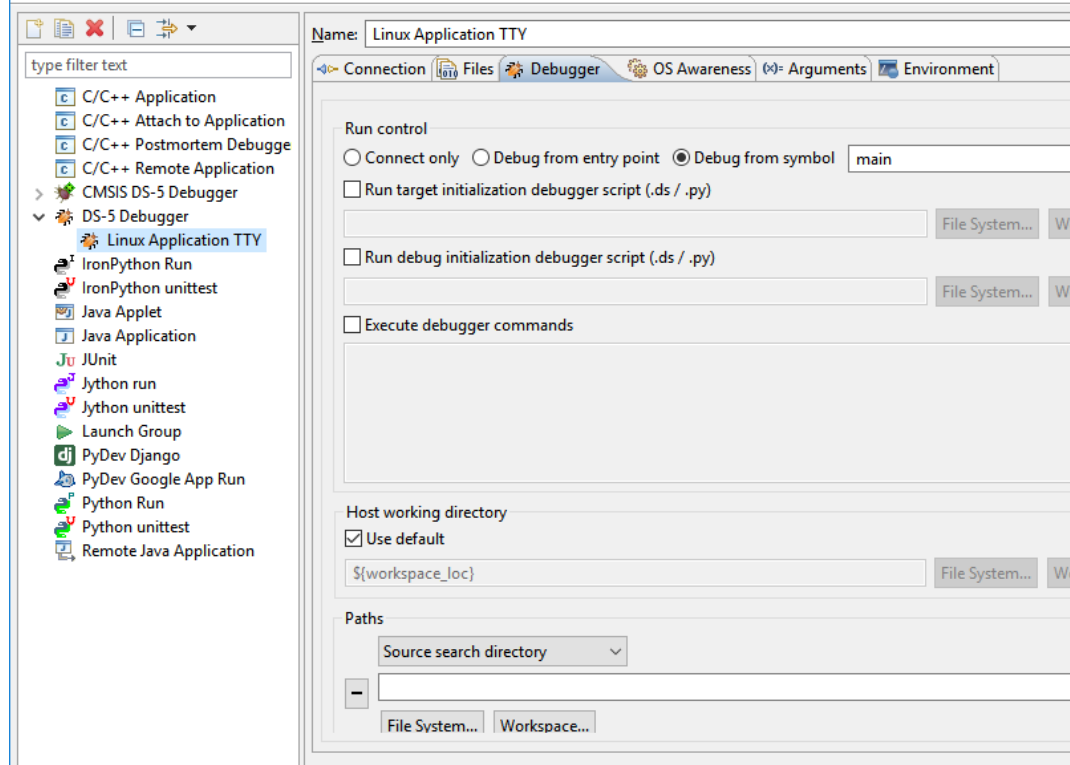 Name: Linux Application TTY
type filter text
C/C++ Application
C/C++ Attach to Application
C/C++ Postmortem Debugge
C/C++ Remote Application
CMSIS DS-5 Debugger
DS-5 Debugger
Linux Application TTY
IronPython Run
IronPython unittest
Java Applet
Java Application
JUnit
Jython run
Jython unittest
Launch Group
PyDev Django
PyDev Google App Run
Python Run
Python unittest
Remote Java Application
Connection Files Debugger OS Awareness (x)= Arguments Environment
Run control
Connect only Debug from entry point Debug from symbol main
Run target initialization debugger script (.ds / .py)
File System... W
Run debug initialization debugger script (.ds / .py)
File System... W
Execute debugger commands
Host working directory
Use default
${workspace_loc} File System... Wo
Paths
Source search directory
File System... Workspace...